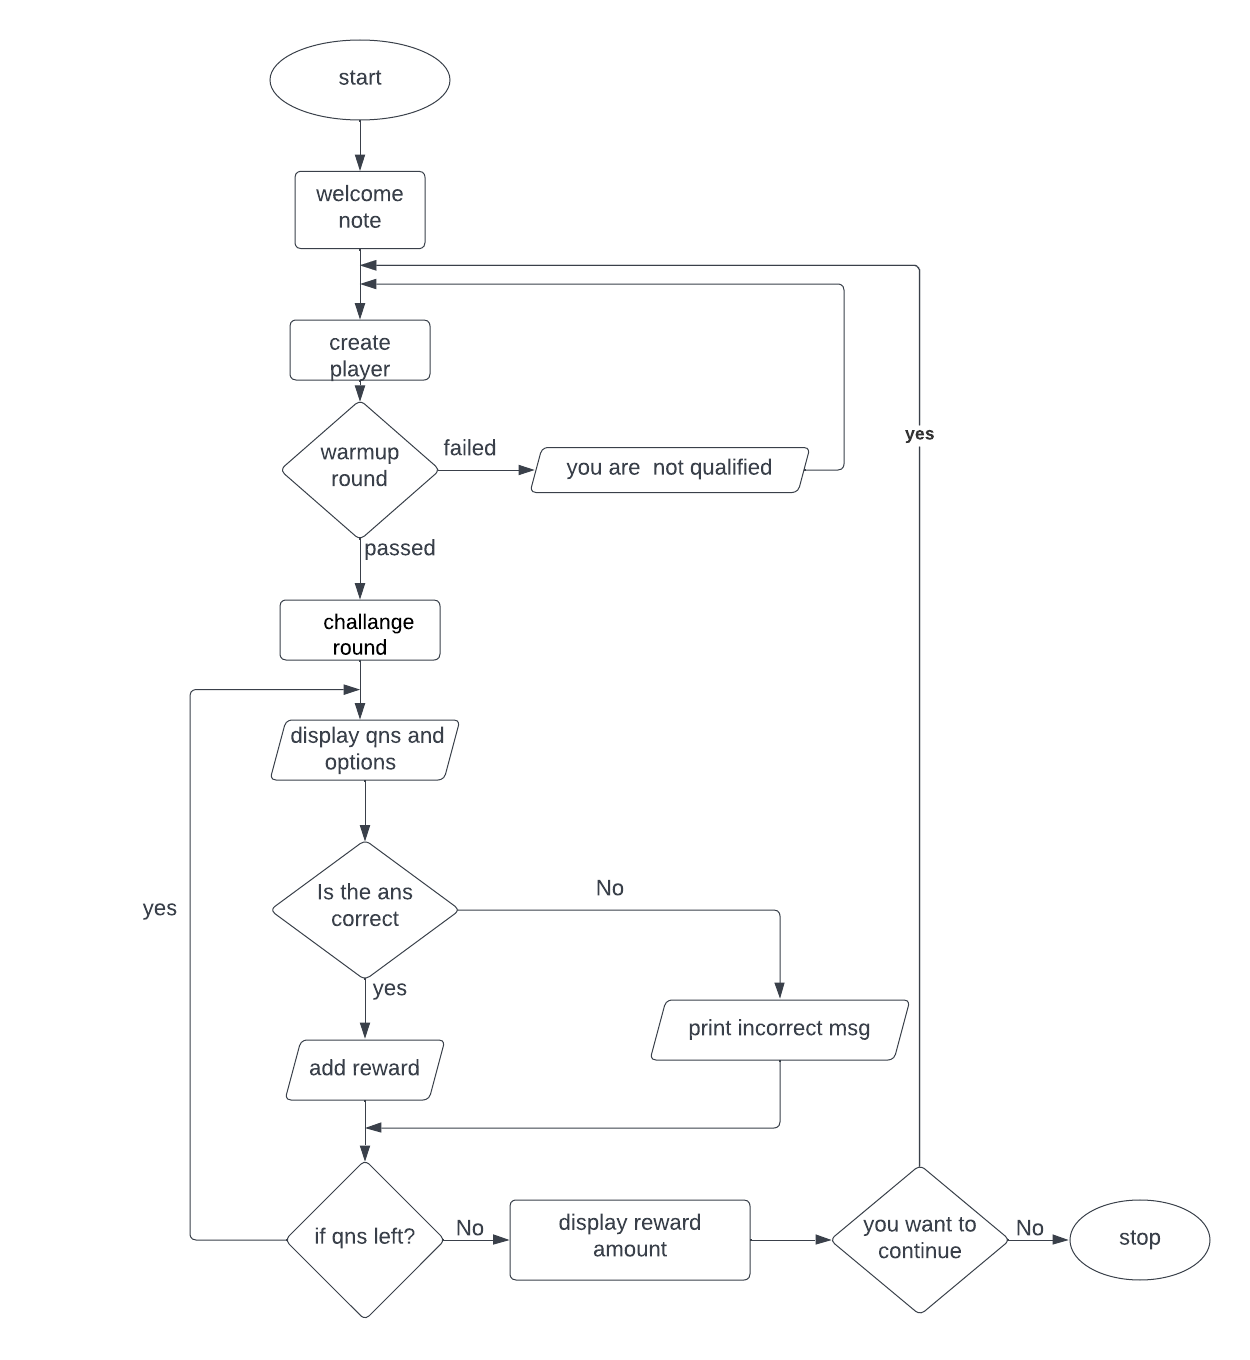 start
welcome
note
create
player
yes
warmup
round
failed
you are  not qualified
passed
challange
round
display qns and
options
Is the ans
correct
No
yes
yes
print incorrect msg
add reward
if qns left?
No
display reward
amount
you want to
continue
No
stop